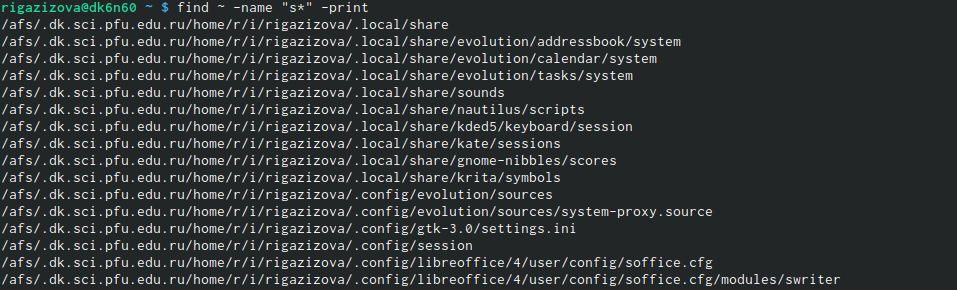 rigazizova@dk6n60 ~ $ find ~ -name "s*" -print
/afs/.dk.sci.pfu.edu.ru/home/r/i/rigazizova/.local/share
/afs/.dk.sci.pfu.edu.ru/home/r/i/rigazizova/.local/share/evolution/addressbook/system
/afs/.dk.sci.pfu.edu.ru/home/r/i/rigazizova/.local/share/evolution/calendar/system
/afs/.dk.sci.pfu.edu.ru/home/r/i/rigazizova/.local/share/evolution/tasks/system
/afs/.dk.sci.pfu.edu.ru/home/r/i/rigazizova/.local/share/sounds
/afs/.dk.sci.pfu.edu.ru/home/r/i/rigazizova/.local/share/nautilus/scripts
/afs/.dk.sci.pfu.edu.ru/home/r/i/rigazizova/.local/share/kded5/keyboard/session
/afs/.dk.sci.pfu.edu.ru/home/r/i/rigazizova/.local/share/kate/sessions
/afs/.dk.sci.pfu.edu.ru/home/r/i/rigazizova/.local/share/gnome-nibbles/scores
/afs/.dk.sci.pfu.edu.ru/home/r/i/rigazizova/.local/share/krita/symbols
/afs/.dk.sci.pfu.edu.ru/home/r/i/rigazizova/.config/evolution/sources
/afs/.dk.sci.pfu.edu.ru/home/r/i/rigazizova/.config/evolution/sources/system-proxy.source
/afs/.dk.sci.pfu.edu.ru/home/r/i/rigazizova/.config/gtk-3.0/settings.ini
/afs/.dk.sci.pfu.edu.ru/home/r/i/rigazizova/.config/session
/afs/.dk.sci.pfu.edu.ru/home/r/i/rigazizova/.config/libreoffice/4/user/config/soffice.cfg
/afs/.dk.sci.pfu.edu.ru/home/r/i/rigazizova/.config/libreoffice/4/user/config/soffice.cfg/modules/swriter